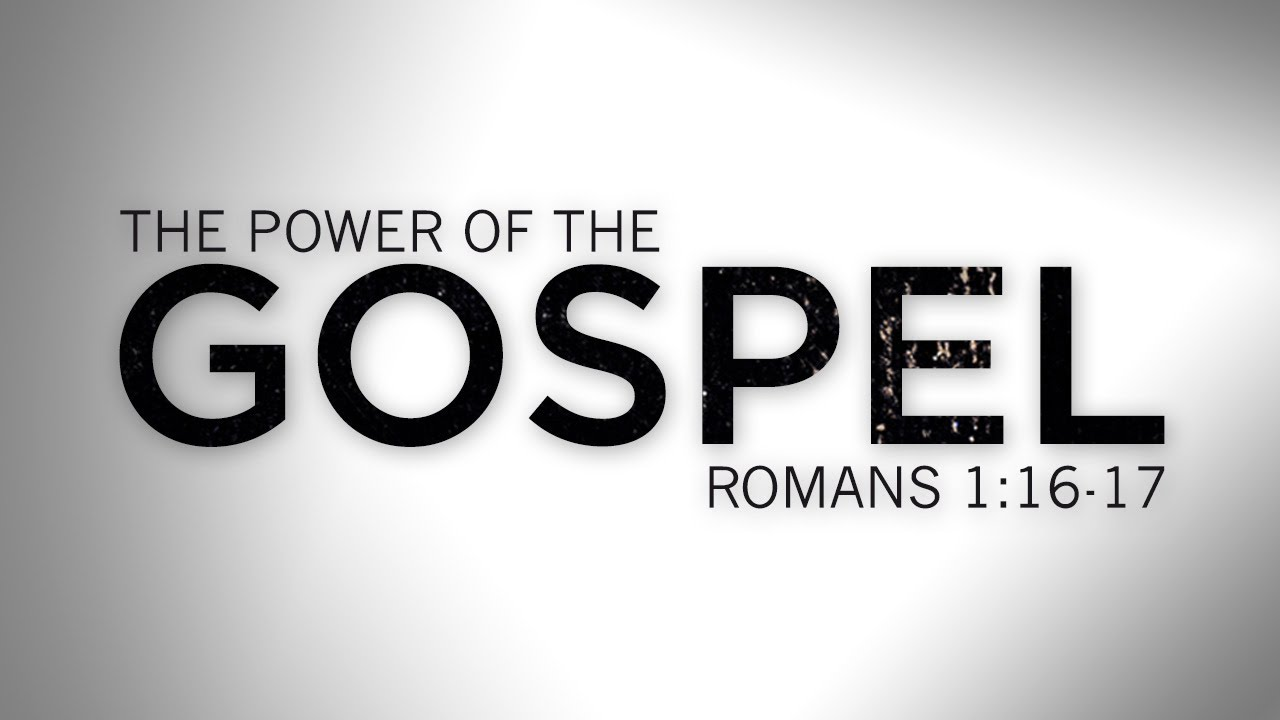 THE POWER OF THE
GOSPEL
ROMANS 1:16-17